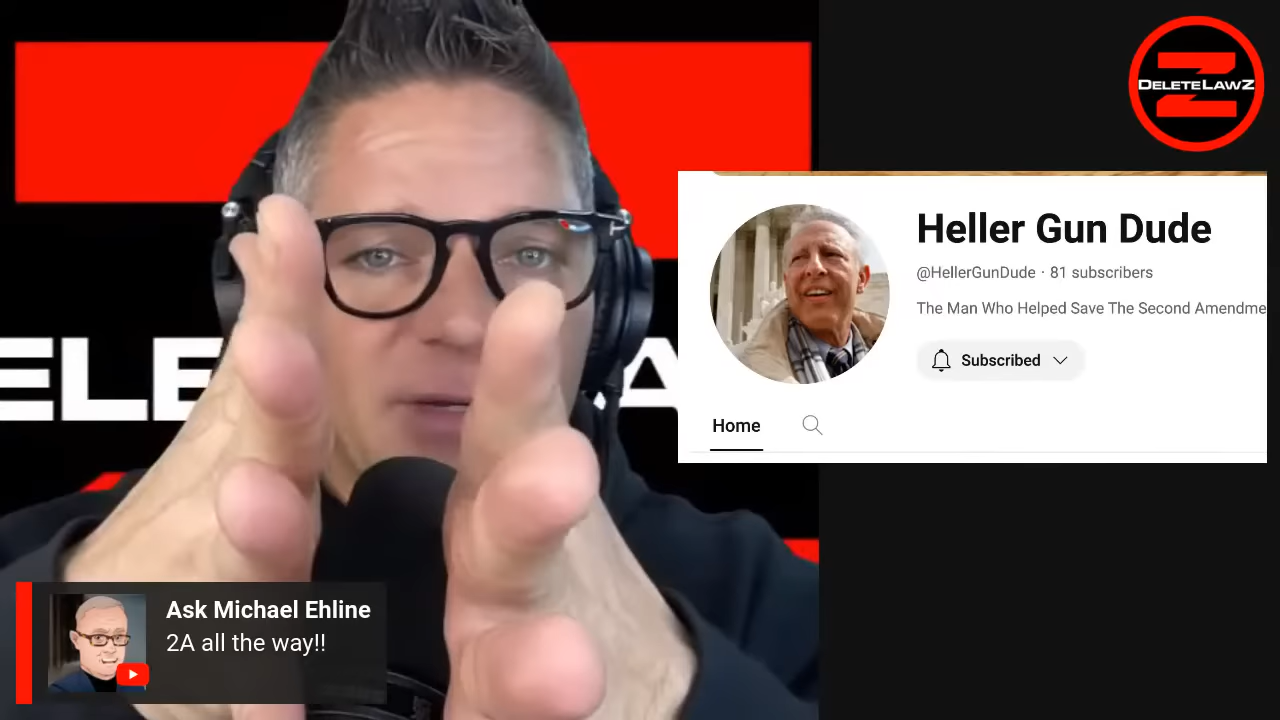 DELETELAWZ
Heller Gun Dude
@HellerGunDude · 81 subscribers
The Man Who Helped Save The Second Amendme
Subscribed
Home
ELE
A
Ask Michael Ehline
2A all the way!!